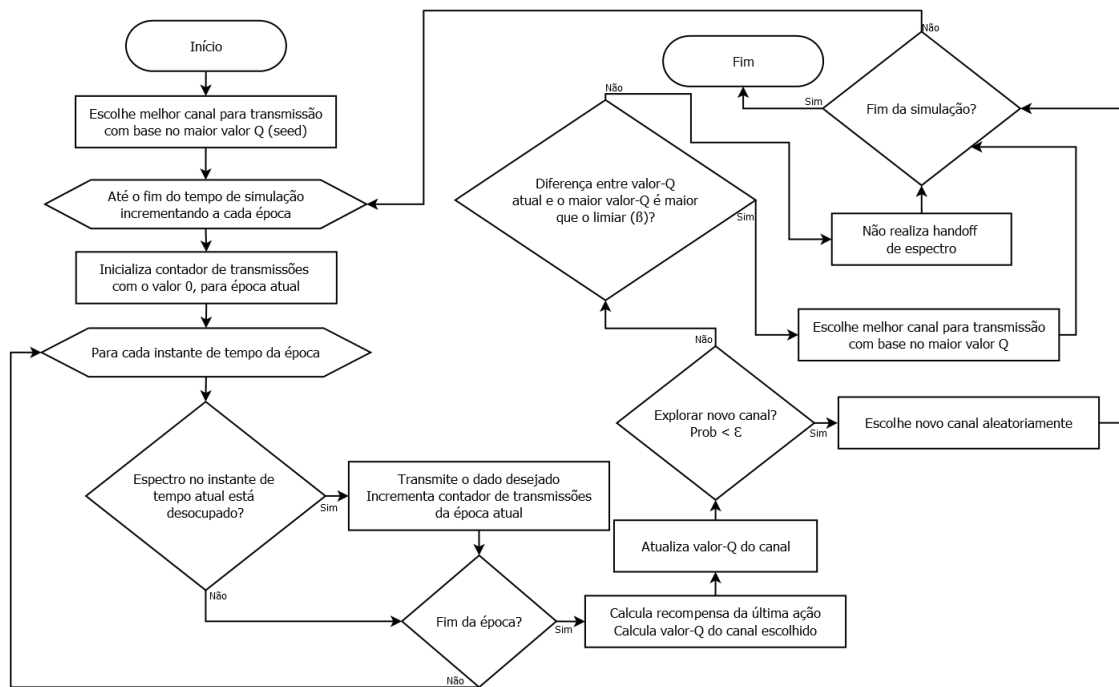 Início
Escolhe melhor canal para transmissão
com base no maior valor Q (seed)
Até o fim do tempo de simulação
incrementando a cada época
Inicializa contador de transmissões
com o valor 0, para época atual
Para cada instante de tempo da época
Espectro no instante de
tempo atual está
desocupado?
Sim
Não
Transmite o dado desejado
Incrementa contador de transmissões
da época atual
Fim da época?
Sim
Não
Calcula recompensa da última ação
Calcula valor-Q do canal escolhido
Atualiza valor-Q do canal
Explorar novo canal?
Prob < Ɛ
Sim
Não
Escolhe novo canal aleatoriamente
Diferença entre valor-Q
atual e o maior valor-Q é maior
que o limiar (ß)?
Sim
Não
Escolhe melhor canal para transmissão
com base no maior valor Q
Não realiza handoff
de espectro
Fim da simulação?
Sim
Não
Fim